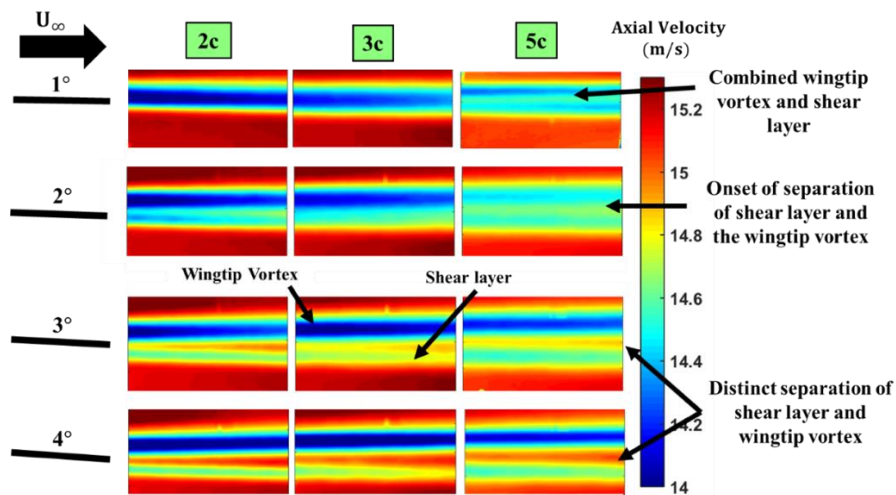 U∞
2c
3c
5c
Axial Velocity
(m/s)
1°
2°
3°
4°
15.2
15
14.8
14.6
14.4
14.2
14
Combined wingtip
vortex and shear
layer
Onset of separation
of shear layer and
the wingtip vortex
Wingtip Vortex
Shear layer
Distinct separation of
shear layer and
wingtip vortex